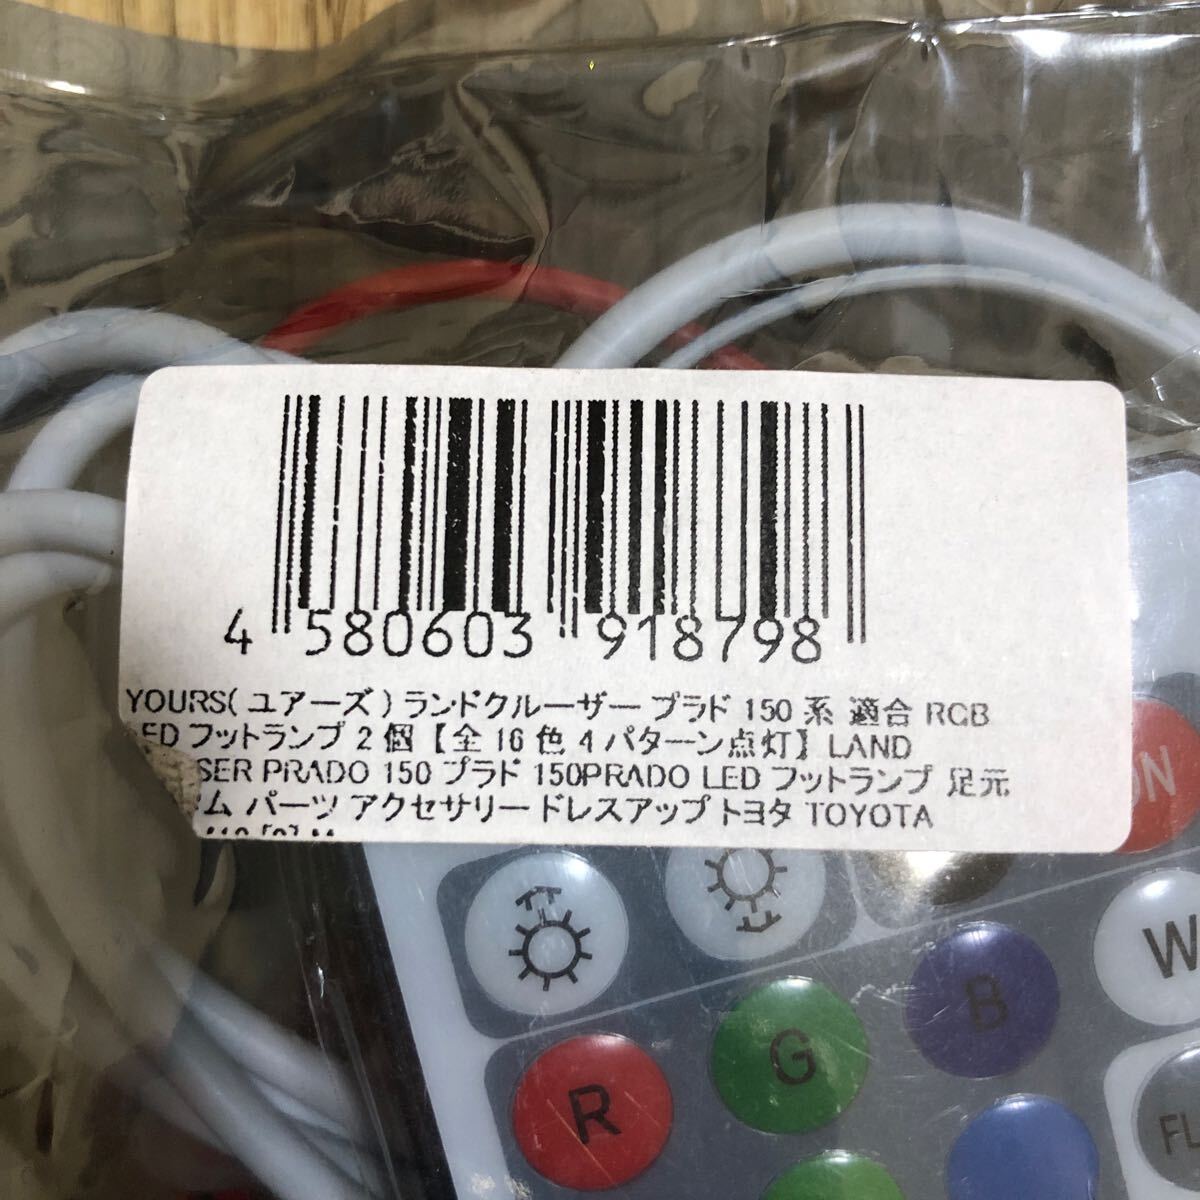 4 580603 918798
YOURS(ユアーズ)ランドクルーザー プラド 150 系 適合 RGB
ED フットランプ 2 個【全 16 色 4 パターン点灯】LAND
SER PRADO 150 プラド 150PRADO LED フットランプ 足元
ム パーツ アクセサリー ドレスアップ トヨタ TOYOTA
ON
W
B
G
R
FL